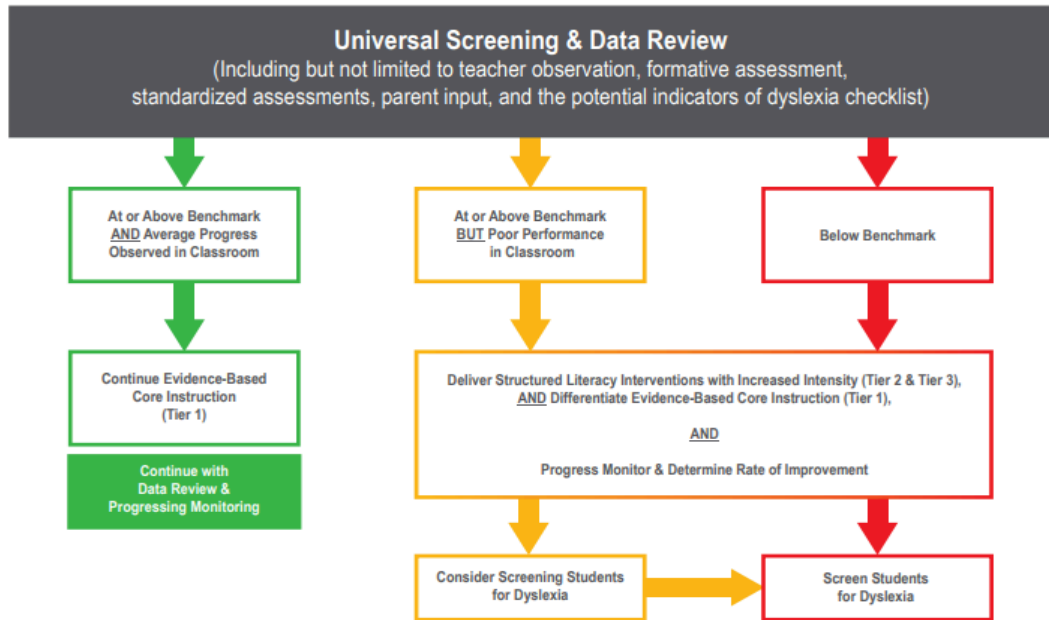 Universal Screening & Data Review
(Including but not limited to teacher observation, formative assessment,
standardized assessments, parent input, and the potential indicators of dyslexia checklist)
At or Above Benchmark
AND Average Progress
Observed in Classroom
At or Above Benchmark
BUT Poor Performance
in Classroom
Below Benchmark
Continue Evidence-Based
Core Instruction
(Tier 1)
Continue with
Data Review &
Progressing Monitoring
Deliver Structured Literacy Interventions with Increased Intensity (Tier 2 & Tier 3),
AND Differentiate Evidence-Based Core Instruction (Tier 1),
AND
Progress Monitor & Determine Rate of Improvement
Consider Screening Students
for Dyslexia
Screen Students
for Dyslexia